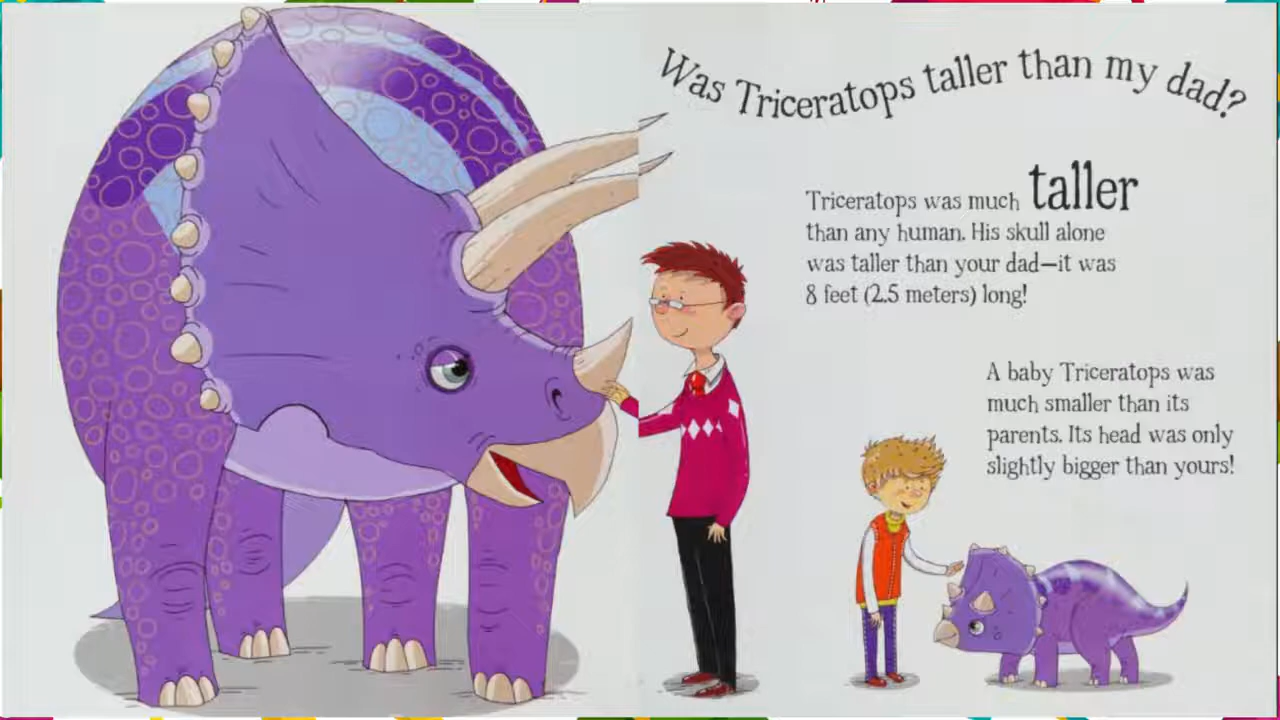 Was Triceratops taller than my dad?
Triceratops was much taller
than any human. His skull alone
was taller than your dad—it was
8 feet (2.5 meters) long!
A baby Triceratops was
much smaller than its
parents. Its head was only
slightly bigger than yours!